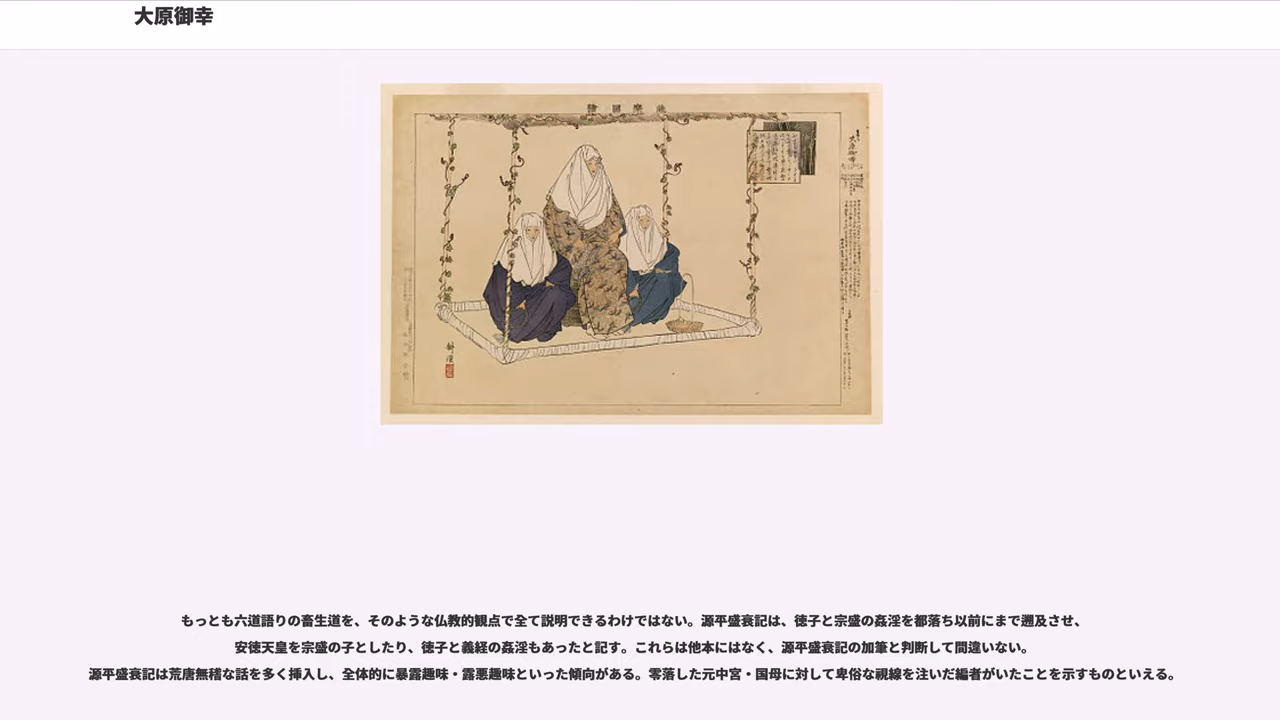 大原御幸
もっとも六道語りの畜生道を、そのような仏教的観点で全て説明できるわけではない。源平盛衰記は、徳子と宗盛の姦淫を都落ち以前にまで遡及させ、
安徳天皇を宗盛の子としたり、徳子と義経の姦淫もあったと記す。これらは他本にはなく、源平盛衰記の加筆と判断して間違いない。
源平盛衰記は荒唐無稽な話を多く挿入し、全体的に暴露趣味・露悪趣味といった傾向がある。零落した元中宮・国母に対して卑俗な視線を注いだ編者がいたことを示すものといえる。